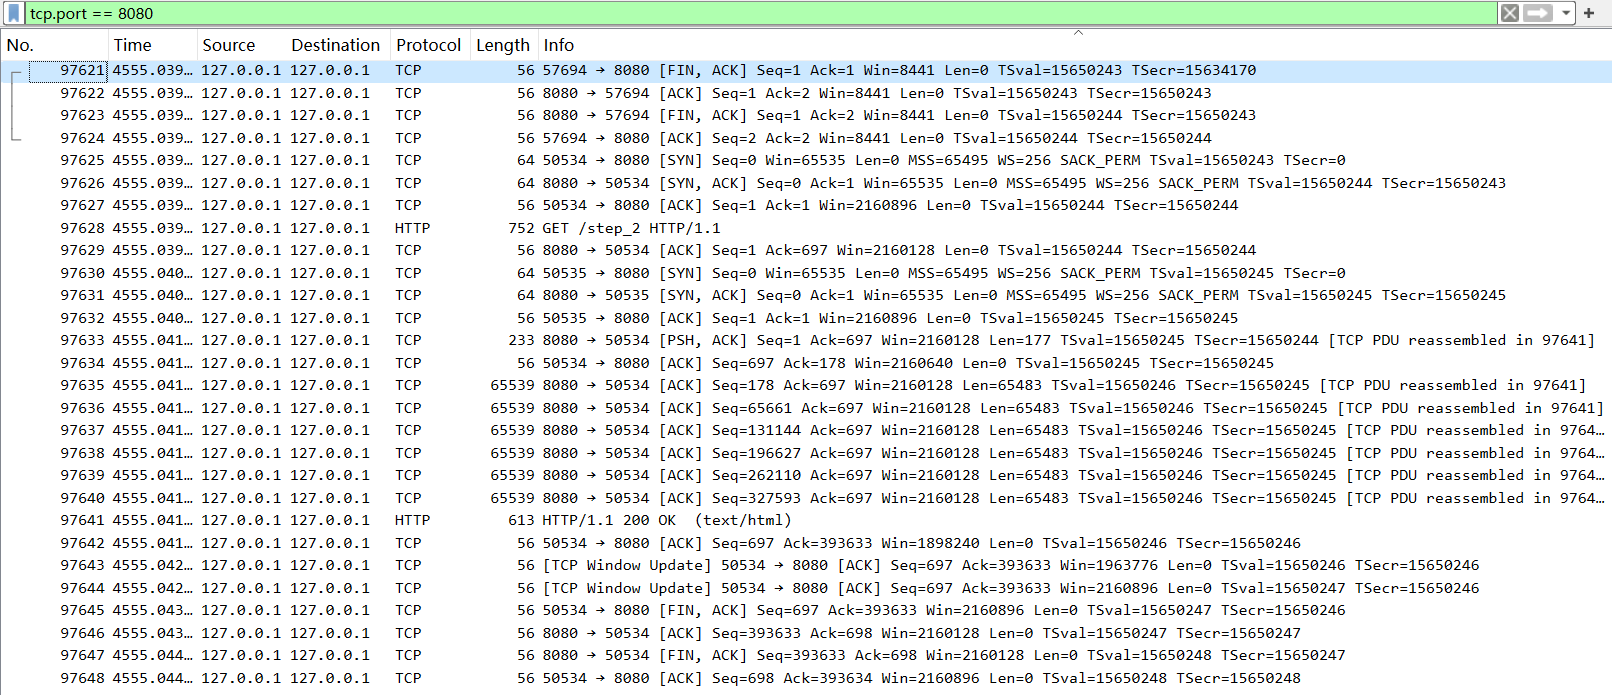 tcp.port == 8080
No. Time Source Destination Protocol Length Info
97621 4555.039… 127.0.0.1 127.0.0.1 TCP 56 57694 → 8080 [FIN, ACK] Seq=1 Ack=1 Win=8441 Len=0 TSval=15650243 TSecr=15634170
97622 4555.039… 127.0.0.1 127.0.0.1 TCP 56 8080 → 57694 [ACK] Seq=1 Ack=2 Win=8441 Len=0 TSval=15650243 TSecr=15650243
97623 4555.039… 127.0.0.1 127.0.0.1 TCP 56 8080 → 57694 [FIN, ACK] Seq=1 Ack=2 Win=8441 Len=0 TSval=15650244 TSecr=15650243
97624 4555.039… 127.0.0.1 127.0.0.1 TCP 56 57694 → 8080 [ACK] Seq=2 Ack=2 Win=8441 Len=0 TSval=15650244 TSecr=15650244
97625 4555.039… 127.0.0.1 127.0.0.1 TCP 64 50534 → 8080 [SYN] Seq=0 Win=65535 Len=0 MSS=65495 WS=256 SACK_PERM TSval=15650243 TSecr=0
97626 4555.039… 127.0.0.1 127.0.0.1 TCP 64 8080 → 50534 [SYN, ACK] Seq=0 Ack=1 Win=65535 Len=0 MSS=65495 WS=256 SACK_PERM TSval=15650244 TSecr=15650243
97627 4555.039… 127.0.0.1 127.0.0.1 TCP 56 50534 → 8080 [ACK] Seq=1 Ack=1 Win=2160896 Len=0 TSval=15650244 TSecr=15650244
97628 4555.039… 127.0.0.1 127.0.0.1 HTTP 752 GET /step_2 HTTP/1.1
97629 4555.039… 127.0.0.1 127.0.0.1 TCP 56 8080 → 50534 [ACK] Seq=1 Ack=697 Win=2160128 Len=0 TSval=15650244 TSecr=15650244
97630 4555.040… 127.0.0.1 127.0.0.1 TCP 64 50535 → 8080 [SYN] Seq=0 Win=65535 Len=0 MSS=65495 WS=256 SACK_PERM TSval=15650245 TSecr=0
97631 4555.040… 127.0.0.1 127.0.0.1 TCP 64 8080 → 50535 [SYN, ACK] Seq=0 Ack=1 Win=65535 Len=0 MSS=65495 WS=256 SACK_PERM TSval=15650245 TSecr=15650245
97632 4555.040… 127.0.0.1 127.0.0.1 TCP 56 50535 → 8080 [ACK] Seq=1 Ack=1 Win=2160896 Len=0 TSval=15650245 TSecr=15650245
97633 4555.041… 127.0.0.1 127.0.0.1 TCP 233 8080 → 50534 [PSH, ACK] Seq=1 Ack=697 Win=2160128 Len=177 TSval=15650245 TSecr=15650244 [TCP PDU reassembled in 97641]
97634 4555.041… 127.0.0.1 127.0.0.1 TCP 56 50534 → 8080 [ACK] Seq=697 Ack=178 Win=2160640 Len=0 TSval=15650245 TSecr=15650245
97635 4555.041… 127.0.0.1 127.0.0.1 TCP 65539 8080 → 50534 [ACK] Seq=178 Ack=697 Win=2160128 Len=65483 TSval=15650246 TSecr=15650245 [TCP PDU reassembled in 97641]
97636 4555.041… 127.0.0.1 127.0.0.1 TCP 65539 8080 → 50534 [ACK] Seq=65661 Ack=697 Win=2160128 Len=65483 TSval=15650246 TSecr=15650245 [TCP PDU reassembled in 97641]
97637 4555.041… 127.0.0.1 127.0.0.1 TCP 65539 8080 → 50534 [ACK] Seq=131144 Ack=697 Win=2160128 Len=65483 TSval=15650246 TSecr=15650245 [TCP PDU reassembled in 9764…
97638 4555.041… 127.0.0.1 127.0.0.1 TCP 65539 8080 → 50534 [ACK] Seq=196627 Ack=697 Win=2160128 Len=65483 TSval=15650246 TSecr=15650245 [TCP PDU reassembled in 9764…
97639 4555.041… 127.0.0.1 127.0.0.1 TCP 65539 8080 → 50534 [ACK] Seq=262110 Ack=697 Win=2160128 Len=65483 TSval=15650246 TSecr=15650245 [TCP PDU reassembled in 9764…
97640 4555.041… 127.0.0.1 127.0.0.1 TCP 65539 8080 → 50534 [ACK] Seq=327593 Ack=697 Win=2160128 Len=65483 TSval=15650246 TSecr=15650245 [TCP PDU reassembled in 9764…
97641 4555.041… 127.0.0.1 127.0.0.1 HTTP 613 HTTP/1.1 200 OK (text/html)
97642 4555.041… 127.0.0.1 127.0.0.1 TCP 56 50534 → 8080 [ACK] Seq=697 Ack=393633 Win=1898240 Len=0 TSval=15650246 TSecr=15650246
97643 4555.042… 127.0.0.1 127.0.0.1 TCP 56 [TCP Window Update] 50534 → 8080 [ACK] Seq=697 Ack=393633 Win=1963776 Len=0 TSval=15650246 TSecr=15650246
97644 4555.042… 127.0.0.1 127.0.0.1 TCP 56 [TCP Window Update] 50534 → 8080 [ACK] Seq=697 Ack=393633 Win=2160896 Len=0 TSval=15650247 TSecr=15650246
97645 4555.043… 127.0.0.1 127.0.0.1 TCP 56 50534 → 8080 [FIN, ACK] Seq=697 Ack=393633 Win=2160896 Len=0 TSval=15650247 TSecr=15650246
97646 4555.043… 127.0.0.1 127.0.0.1 TCP 56 8080 → 50534 [ACK] Seq=393633 Ack=698 Win=2160128 Len=0 TSval=15650247 TSecr=15650247
97647 4555.044… 127.0.0.1 127.0.0.1 TCP 56 8080 → 50534 [FIN, ACK] Seq=393633 Ack=698 Win=2160128 Len=0 TSval=15650248 TSecr=15650247
97648 4555.044… 127.0.0.1 127.0.0.1 TCP 56 50534 → 8080 [ACK] Seq=698 Ack=393634 Win=2160896 Len=0 TSval=15650248 TSecr=15650248